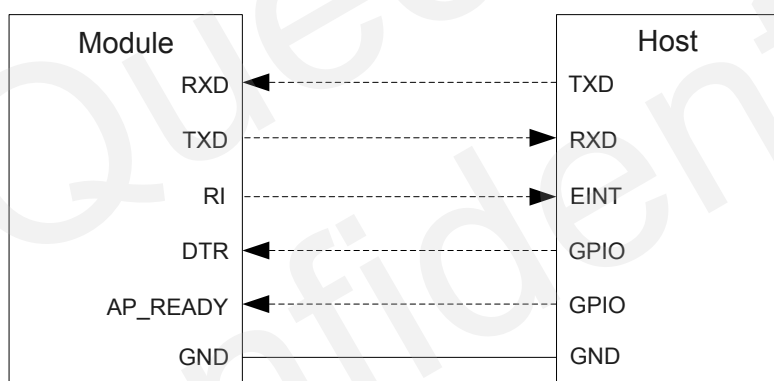 Module Host
RXD TXD
TXD RXD
RI EINT
DTR GPIO
AP_READY GPIO
GND GND